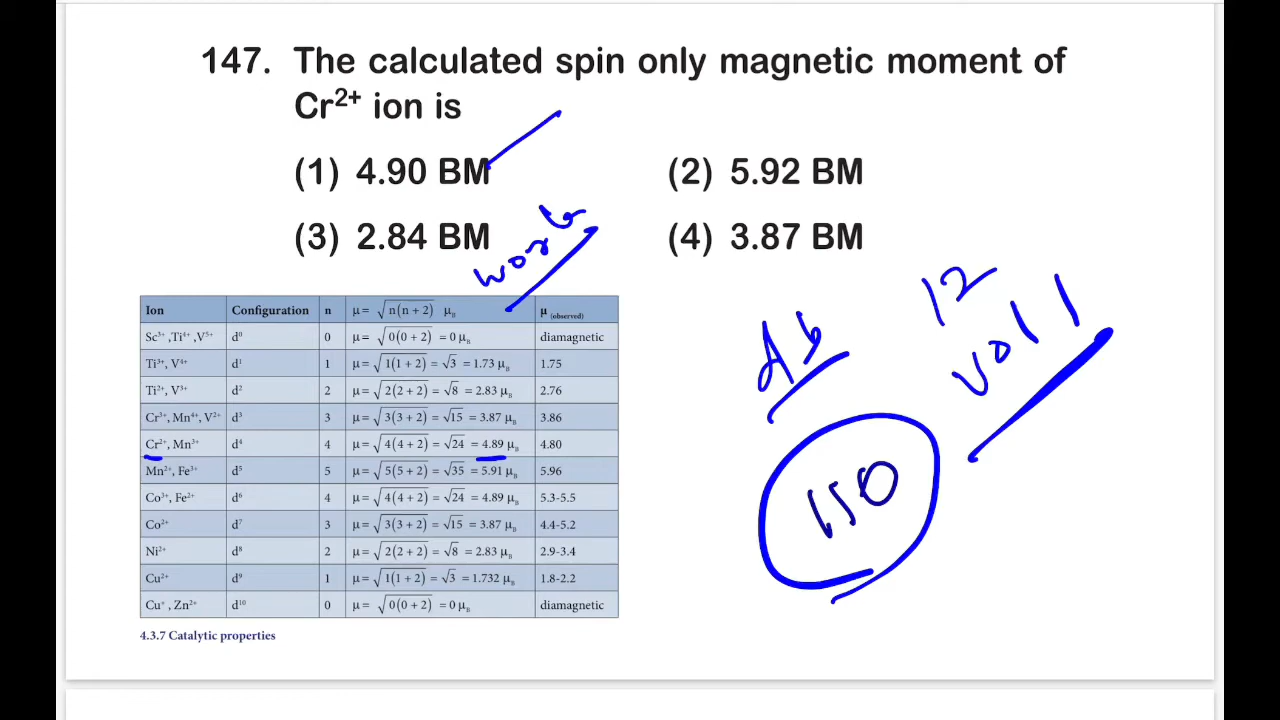 147. The calculated spin only magnetic moment of
Cr²⁺ ion is
(1) 4.90 BM (2) 5.92 BM
(3) 2.84 BM (4) 3.87 BM
Ion Configuration n μ = √n(n + 2) μB μ (observed)
Sc³⁺ ,Ti⁴⁺ ,V⁵⁺ d⁰ 0 μ = √0(0 + 2) = 0 μB diamagnetic
Ti³⁺, V⁴⁺ d¹ 1 μ = √1(1 + 2) = √3 = 1.73 μB 1.75
Ti²⁺, V³⁺ d² 2 μ = √2(2 + 2) = √8 = 2.83 μB 2.76
Cr³⁺, Mn⁴⁺, V²⁺ d³ 3 μ = √3(3 + 2) = √15 = 3.87 μB 3.86
Cr²⁺, Mn³⁺ d⁴ 4 μ = √4(4 + 2) = √24 = 4.89 μB 4.80
Mn²⁺, Fe³⁺ d⁵ 5 μ = √5(5 + 2) = √35 = 5.91 μB 5.96
Co³⁺, Fe²⁺ d⁶ 4 μ = √4(4 + 2) = √24 = 4.89 μB 5.3-5.5
Co²⁺ d⁷ 3 μ = √3(3 + 2) = √15 = 3.87 μB 4.4-5.2
Ni²⁺ d⁸ 2 μ = √2(2 + 2) = √8 = 2.83 μB 2.9-3.4
Cu²⁺ d⁹ 1 μ = √1(1 + 2) = √3 = 1.732 μB 1.8-2.2
Cu⁺ , Zn²⁺ d¹⁰ 0 μ = √0(0 + 2) = 0 μB diamagnetic
4.3.7 Catalytic properties
12
Vol 1
150